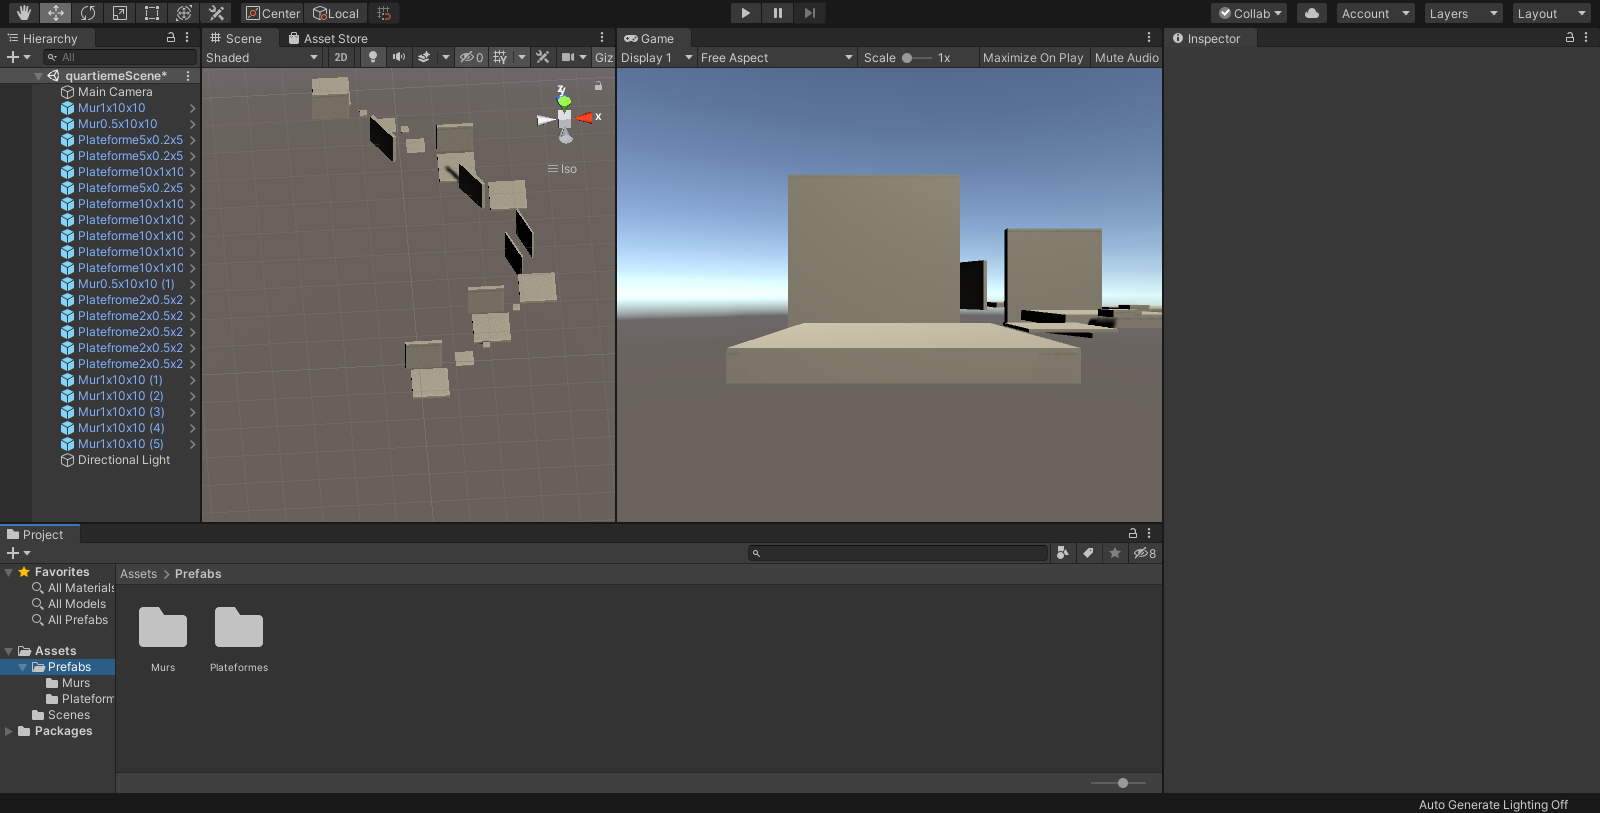 Center
Local
Collab
Account
Layers
Layout
Hierarchy
All
quartiemeScene*
Main Camera
Mur1x10x10
Mur0.5x10x10
Plateforme5x0.2x5
Plateforme5x0.2x5
Plateforme10x1x10
Plateforme5x0.2x5
Plateforme10x1x10
Plateforme10x1x10
Plateforme10x1x10
Plateforme10x1x10
Plateforme10x1x10
Mur0.5x10x10 (1)
Platefrome2x0.5x2
Platefrome2x0.5x2
Platefrome2x0.5x2
Platefrome2x0.5x2
Platefrome2x0.5x2
Mur1x10x10 (1)
Mur1x10x10 (2)
Mur1x10x10 (3)
Mur1x10x10 (4)
Mur1x10x10 (5)
Directional Light
Scene
Asset Store
Shaded
2D
0
Giz
y
z
x
Iso
Game
Display 1
Free Aspect
Scale
1x
Maximize On Play
Mute Audio
Inspector
Project
8
Favorites
All Materials
All Models
All Prefabs
Assets
Prefabs
Murs
Plateform
Scenes
Packages
Assets > Prefabs
Murs
Plateformes
Auto Generate Lighting Off